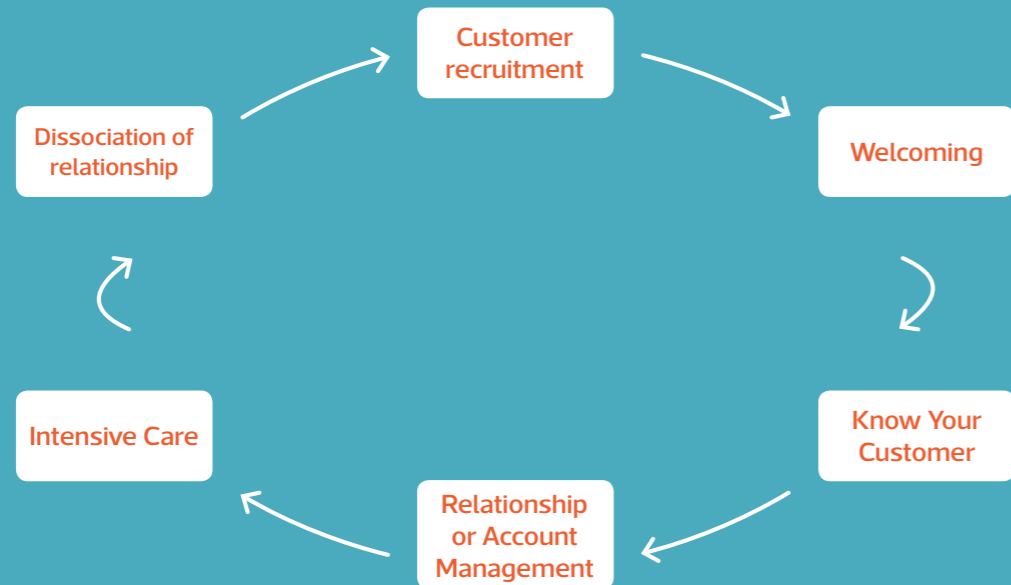 Customer
recruitment
Welcoming
Know Your
Customer
Relationship
or Account
Management
Intensive Care
Dissociation of
relationship